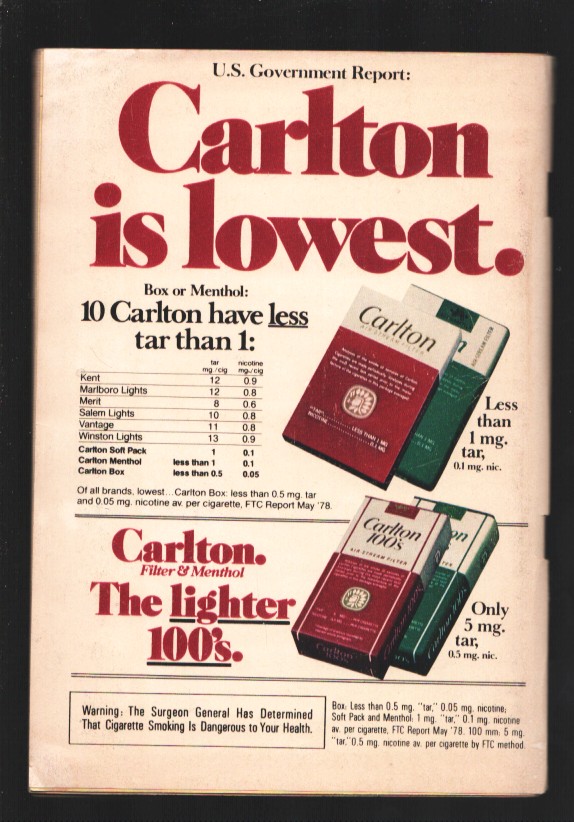 U.S. Government Report:
Carlton
is lowest.
Box or Menthol:
10 Carlton have less
tar than 1:
tar nicotine
mg./cig mg./cig
Kent 12 0.9
Marlboro Lights 12 0.8
Merit 8 0.6
Salem Lights 10 0.8
Vantage 11 0.8
Winston Lights 13 0.9
Carlton Soft Pack 1 0.1
Carlton Menthol less than 1 0.1
Carlton Box less than 0.5 0.05
Of all brands, lowest...Carlton Box: less than 0.5 mg. tar
and 0.05 mg. nicotine av. per cigarette, FTC Report May '78.
Carlton
AIR-STREAM FILTER
Less
than
1 mg.
tar,
0.1 mg. nic.
Carlton.
Filter & Menthol
The lighter
100's.
Carlton
100's
AIR-STREAM FILTER
Only
5 mg.
tar,
0.5 mg. nic.
Warning: The Surgeon General Has Determined
That Cigarette Smoking Is Dangerous to Your Health.
Box: Less than 0.5 mg. "tar," 0.05 mg. nicotine;
Soft Pack and Menthol: 1 mg. "tar," 0.1 mg. nicotine
av. per cigarette, FTC Report May '78. 100 mm: 5 mg.
"tar," 0.5 mg. nicotine av. per cigarette by FTC method.